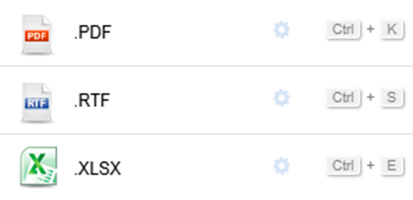 PDF .PDF Ctrl + K
RTF .RTF Ctrl + S
X .XLSX Ctrl + E